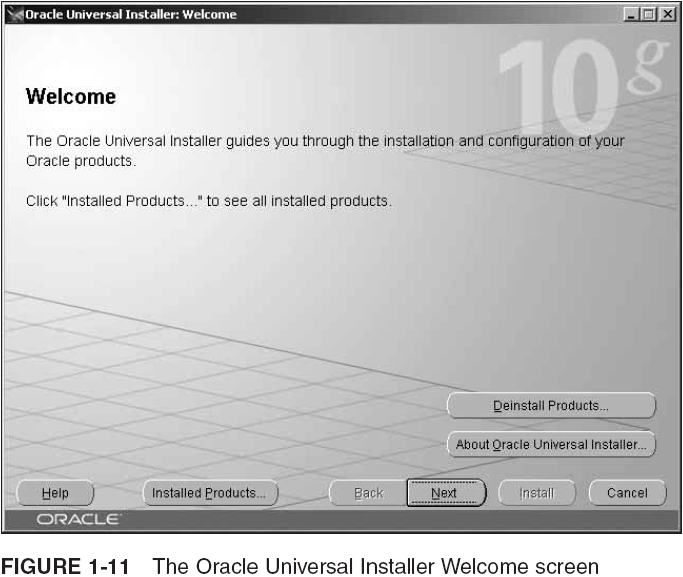 Oracle Universal Installer: Welcome
10g
Welcome
The Oracle Universal Installer guides you through the installation and configuration of your
Oracle products.
Click "Installed Products..." to see all installed products.
Deinstall Products...
About Oracle Universal Installer...
Help Installed Products... Back Next Install Cancel
ORACLE
FIGURE 1-11 The Oracle Universal Installer Welcome screen